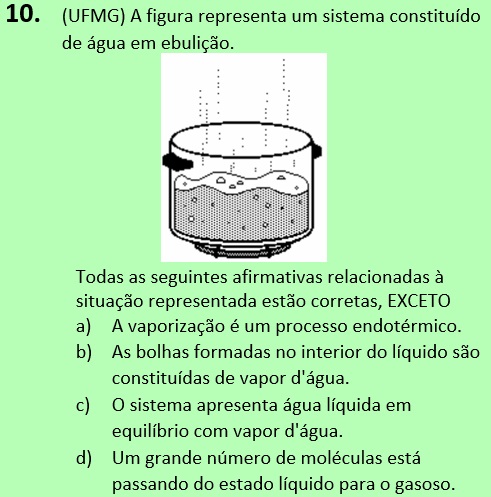 10. (UFMG) A figura representa um sistema constituído
de água em ebulição.
Todas as seguintes afirmativas relacionadas à
situação representada estão corretas, EXCETO
a) A vaporização é um processo endotérmico.
b) As bolhas formadas no interior do líquido são
constituídas de vapor d'água.
c) O sistema apresenta água líquida em
equilíbrio com vapor d'água.
d) Um grande número de moléculas está
passando do estado líquido para o gasoso.